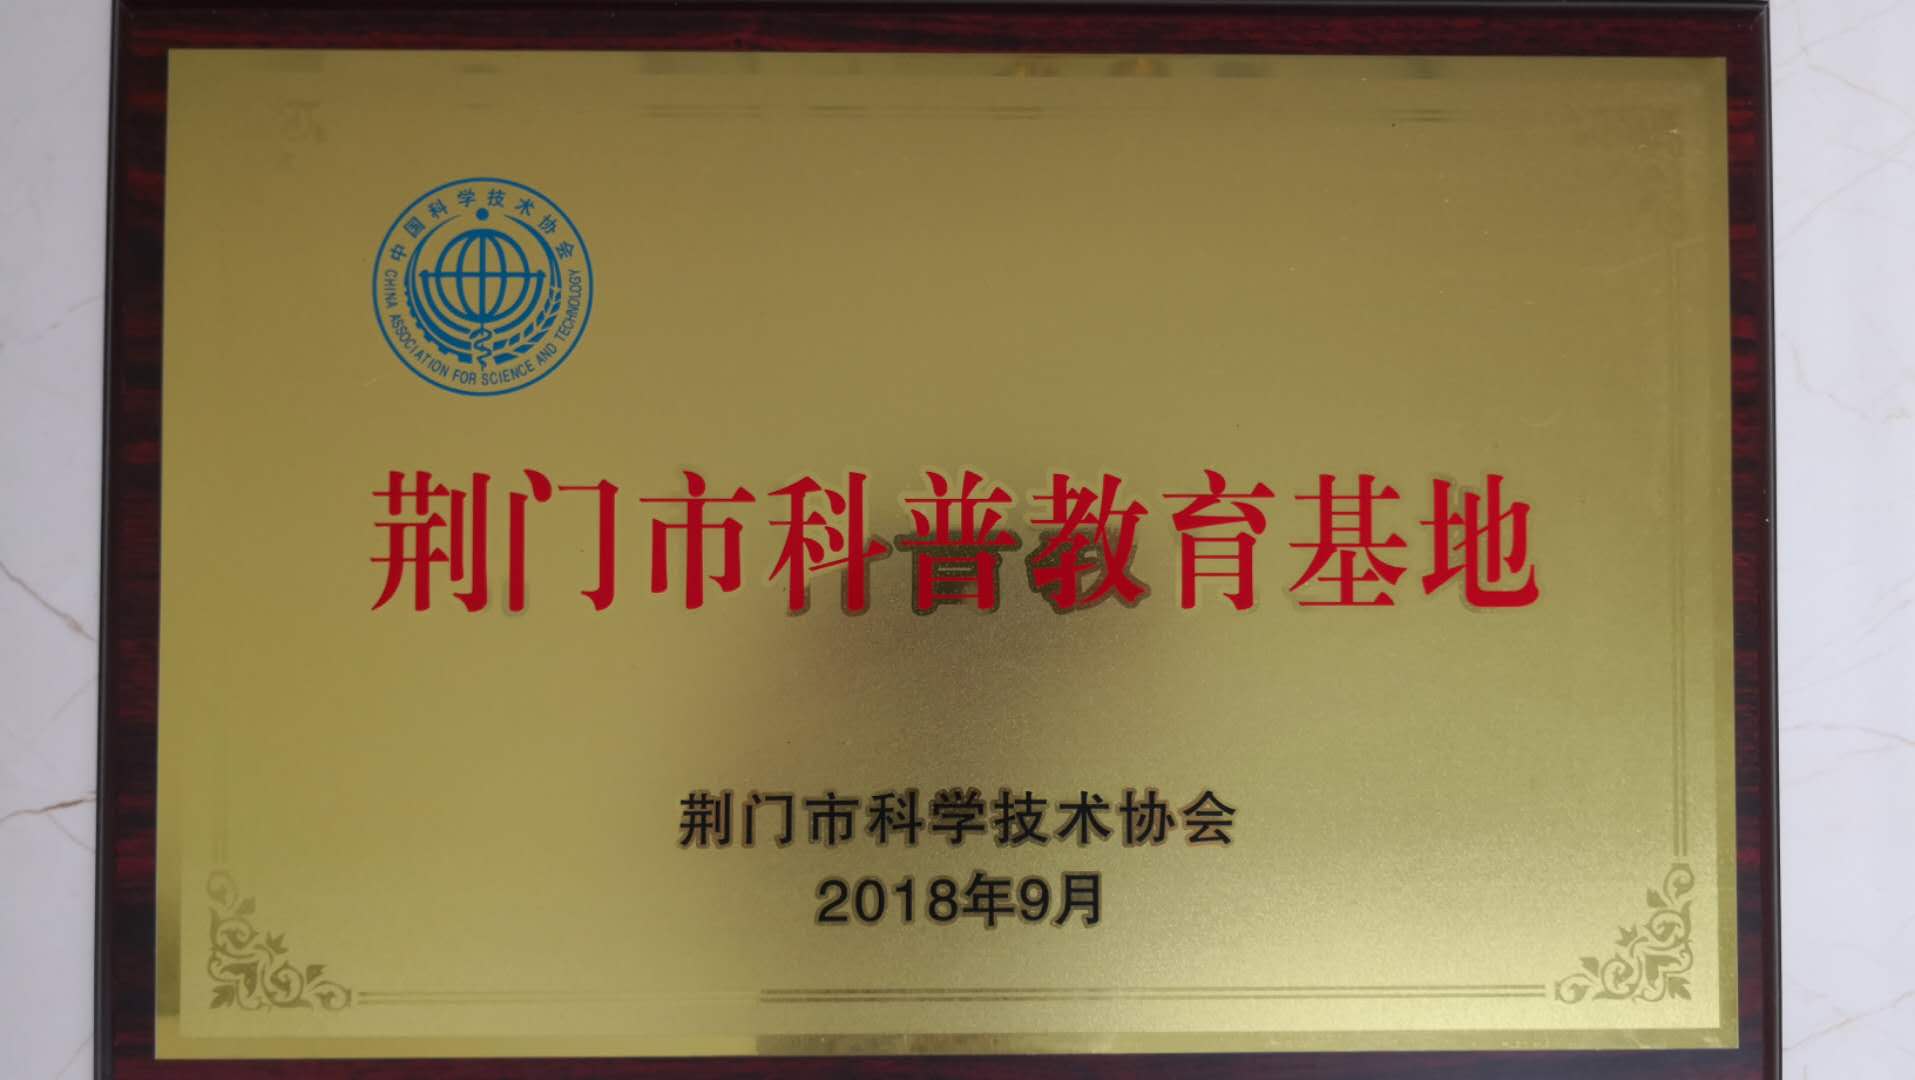 中国科学技术协会
CHINA ASSOCIATION FOR SCIENCE AND TECHNOLOGY
荆门市科普教育基地
荆门市科学技术协会
2018年9月